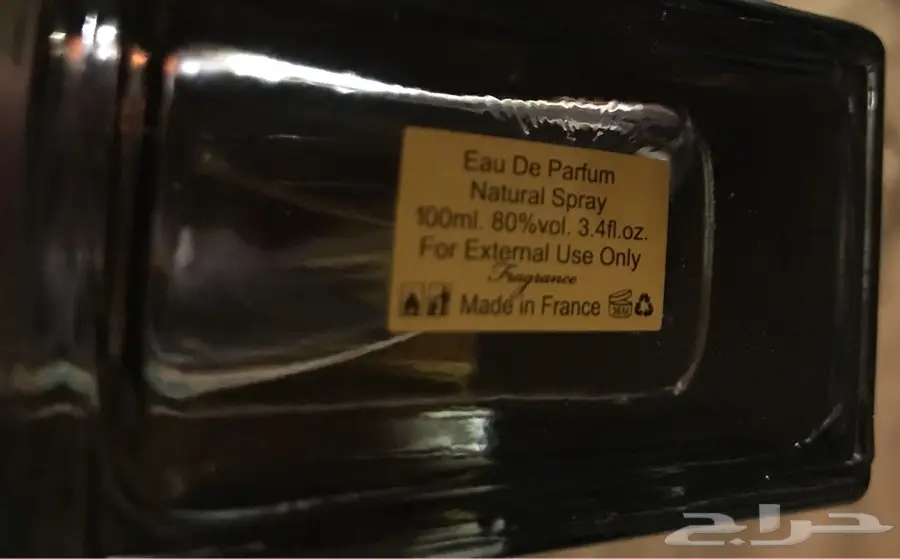 Eau De Parfum
Natural Spray
100ml. 80%vol. 3.4fl.oz.
For External Use Only
Fragrance
Made in France
حراج